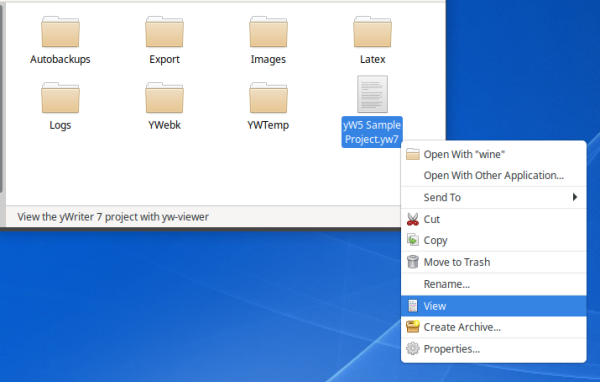 Autobackups
Export
Images
Latex
Logs
YWebk
YWTemp
yW5 Sample
Project.yw7
View the yWriter 7 project with yw-viewer
Open With "wine"
Open With Other Application...
Send To
Cut
Copy
Move to Trash
Rename...
View
Create Archive...
Properties...